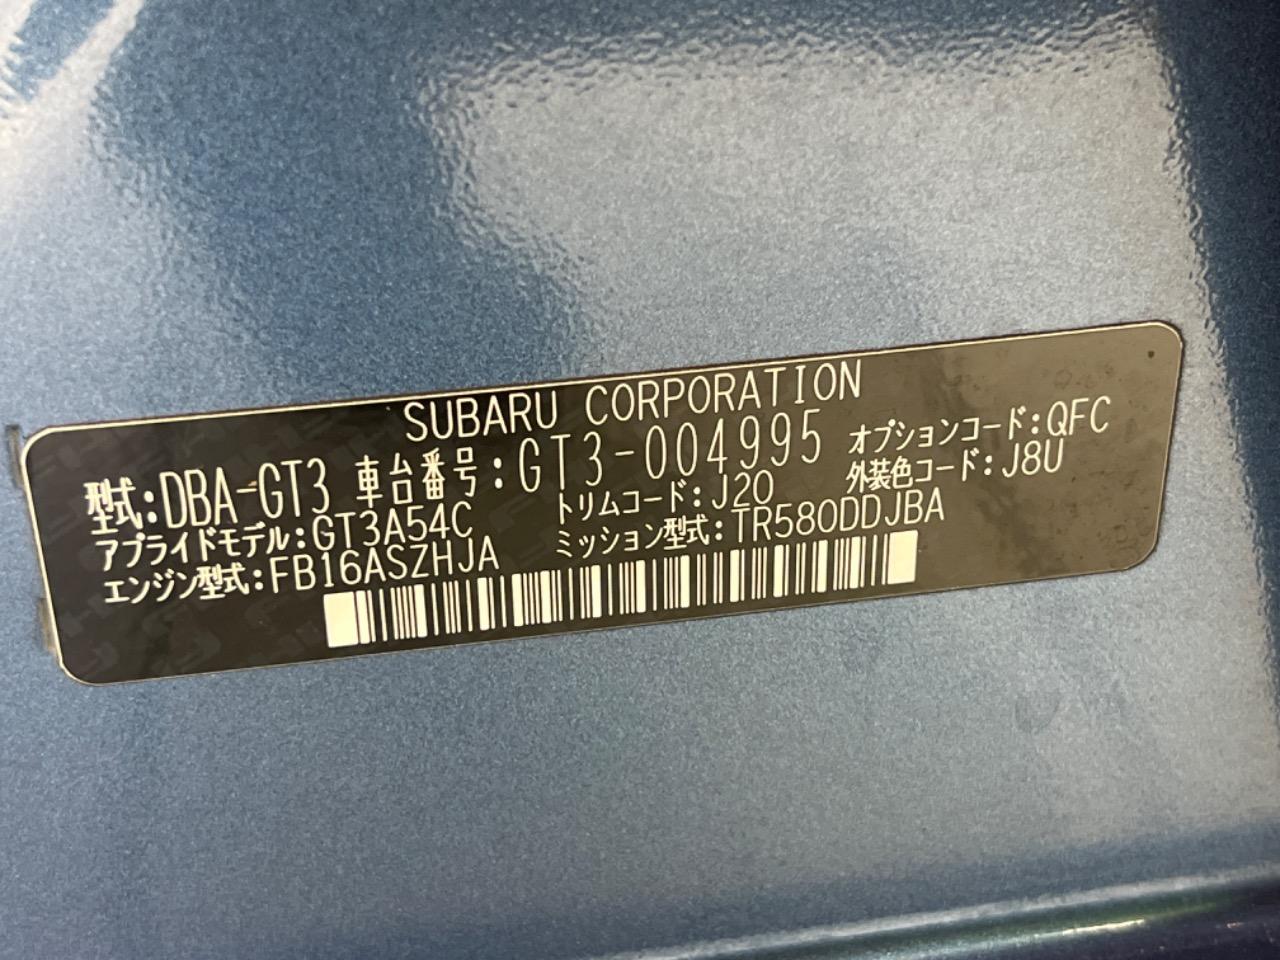 SUBARU CORPORATION
型式:DBA-GT3 車台番号:GT3-004995 オプションコード:QFC
アプライドモデル:GT3A54C トリムコード:J20 外装色コード:J8U
エンジン型式:FB16ASZHJA ミッション型式:TR580DDJBA